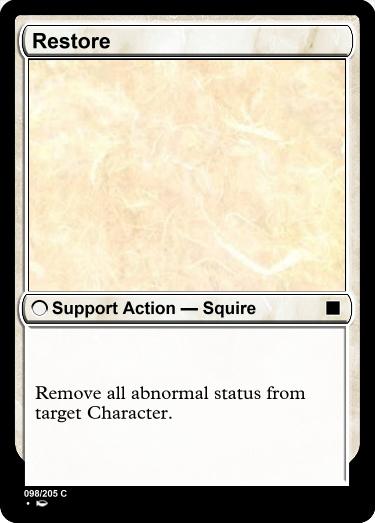 Restore
Support Action — Squire
Remove all abnormal status from
target Character.
098/205 C